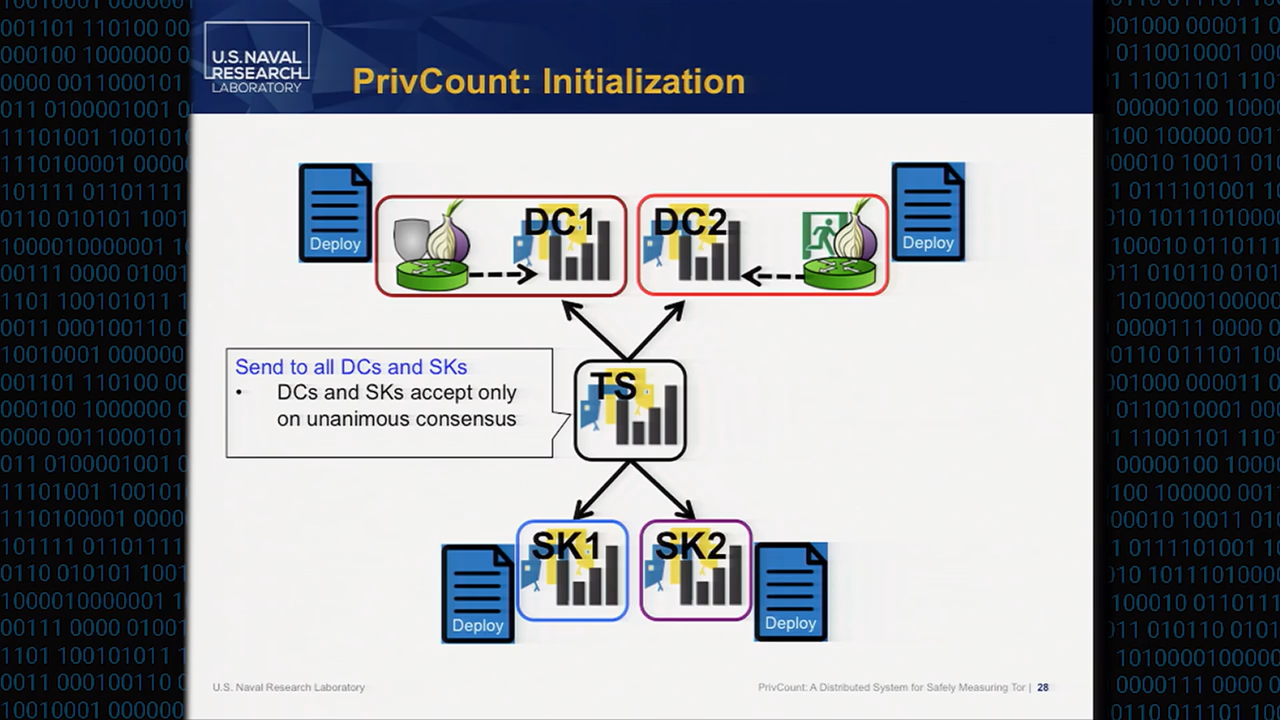 U.S. NAVAL
RESEARCH
LABORATORY
PrivCount: Initialization
Deploy
DC1
DC2
Deploy
Send to all DCs and SKs
• DCs and SKs accept only
on unanimous consensus
TS
SK1
SK2
Deploy
Deploy
U.S. Naval Research Laboratory
PrivCount: A Distributed System for Safely Measuring Tor | 28